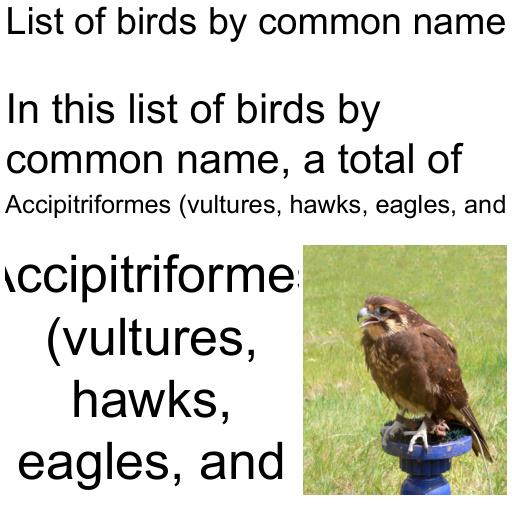 List of birds by common name
In this list of birds by
common name, a total of
Accipitriformes (vultures, hawks, eagles, and
Accipitriformes
(vultures,
hawks,
eagles, and